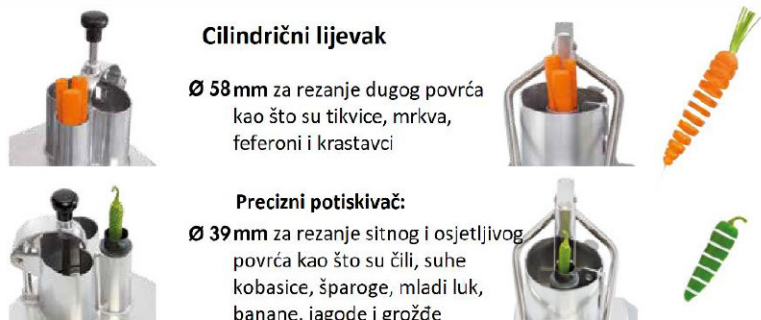 Cilindrični lijevak
Ø 58 mm za rezanje dugog povrća
kao što su tikvice, mrkva,
feferoni i krastavci
Precizni potiskivač:
Ø 39 mm za rezanje sitnog i osjetljivog
povrća kao što su čili, suhe
kobasice, šparoge, mladi luk,
banane, jagode i grožđe